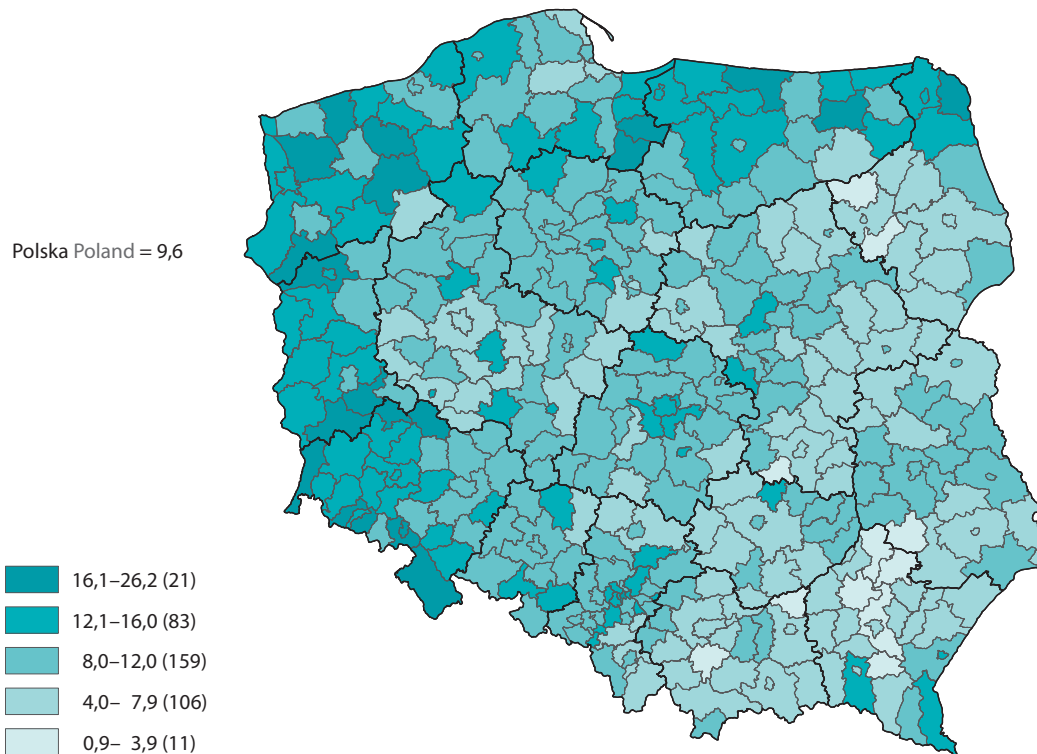 Polska Poland = 9,6
16,1–26,2 (21)
12,1–16,0 (83)
8,0–12,0 (159)
4,0– 7,9 (106)
0,9– 3,9 (11)